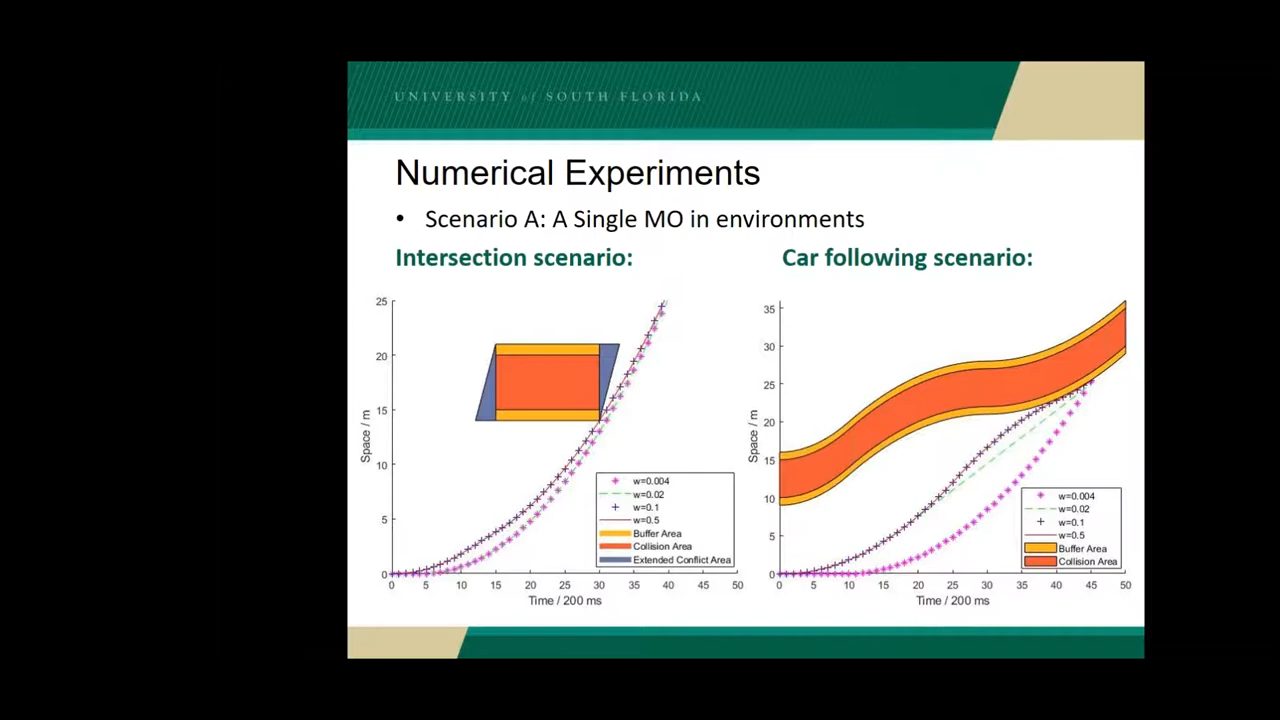 UNIVERSITY of SOUTH FLORIDA
Numerical Experiments
• Scenario A: A Single MO in environments
Intersection scenario:
Car following scenario:
25
20
15
10
5
0
Space / m
0 5 10 15 20 25 30 35 40 45 50
Time / 200 ms
w=0.004
w=0.02
w=0.1
w=0.5
Buffer Area
Collision Area
Extended Conflict Area
35
30
25
20
15
10
5
0
Space / m
0 5 10 15 20 25 30 35 40 45 50
Time / 200 ms
w=0.004
w=0.02
w=0.1
w=0.5
Buffer Area
Collision Area